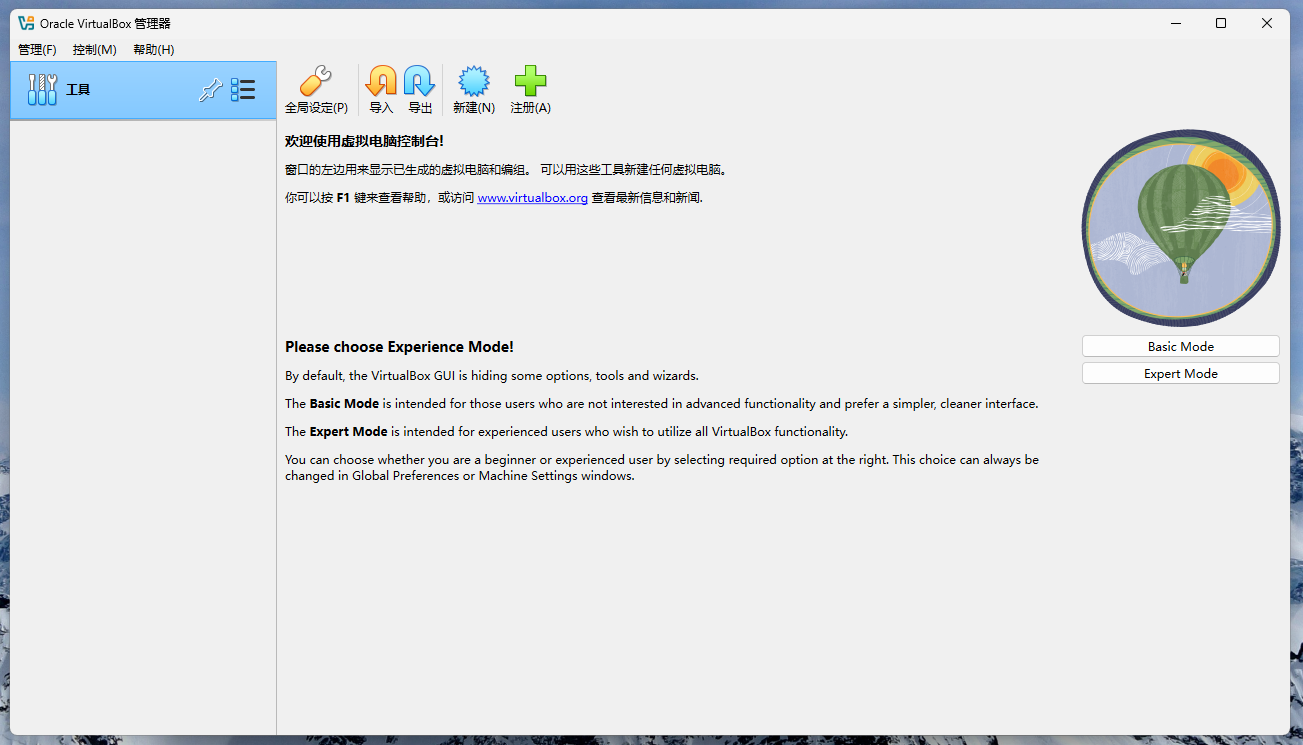 Oracle VirtualBox 管理器
管理(F) 控制(M) 帮助(H)
工具
全局设定(P) 导入 导出 新建(N) 注册(A)
欢迎使用虚拟电脑控制台!
窗口的左边用来显示已生成的虚拟电脑和编组。 可以用这些工具新建任何虚拟电脑。
你可以按 F1 键来查看帮助，或访问 www.virtualbox.org 查看最新信息和新闻.
Please choose Experience Mode!
By default, the VirtualBox GUI is hiding some options, tools and wizards.
The Basic Mode is intended for those users who are not interested in advanced functionality and prefer a simpler, cleaner interface.
The Expert Mode is intended for experienced users who wish to utilize all VirtualBox functionality.
You can choose whether you are a beginner or experienced user by selecting required option at the right. This choice can always be
changed in Global Preferences or Machine Settings windows.
Basic Mode
Expert Mode